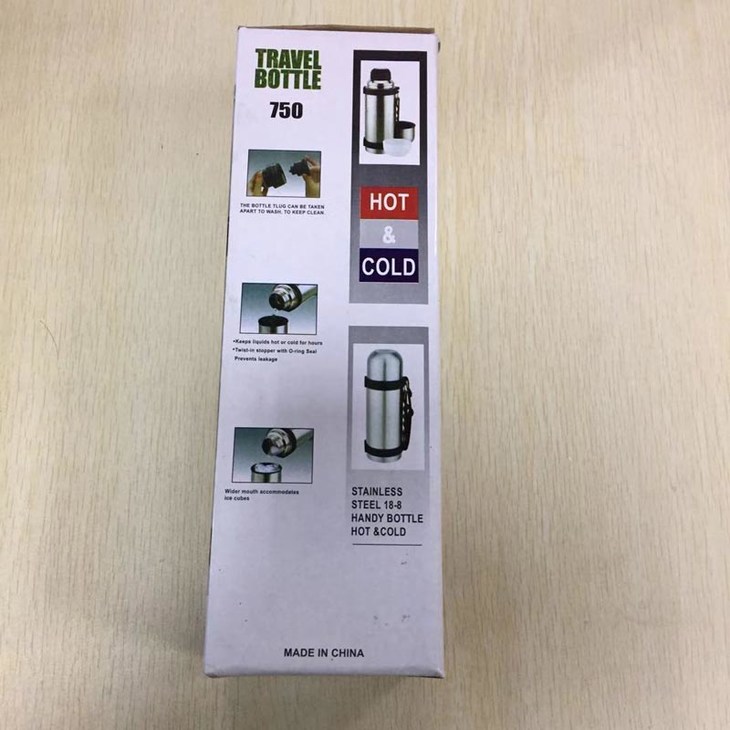 TRAVEL
BOTTLE
750
THE BOTTLE TLUG CAN BE TAKEN
APART TO WASH, TO KEEP CLEAN
•Keeps liquids hot or cold for hours
•Twist-in stopper with O-ring Seal
Prevents leakage
Wider mouth accommodates
ice cubes
HOT
&
COLD
STAINLESS
STEEL 18-8
HANDY BOTTLE
HOT &COLD
MADE IN CHINA